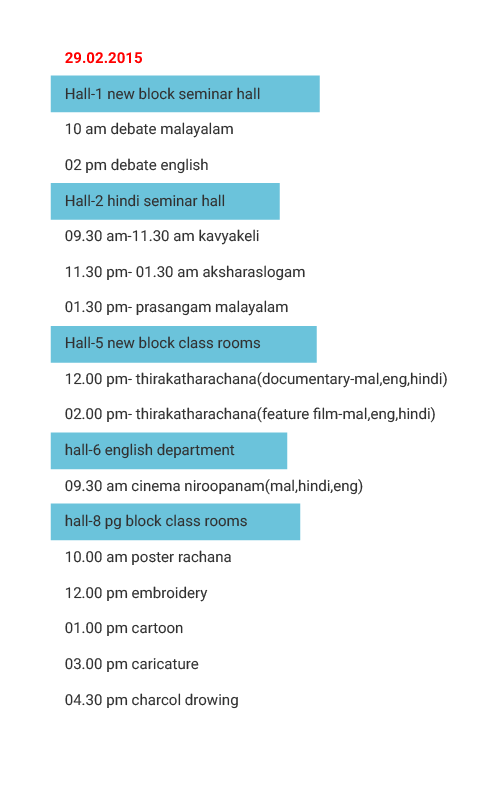 29.02.2015
Hall-1 new block seminar hall
10 am debate malayalam
02 pm debate english
Hall-2 hindi seminar hall
09.30 am-11.30 am kavyakeli
11.30 pm- 01.30 am aksharaslogam
01.30 pm- prasangam malayalam
Hall-5 new block class rooms
12.00 pm- thirakatharachana(documentary-mal,eng,hindi)
02.00 pm- thirakatharachana(feature film-mal,eng,hindi)
hall-6 english department
09.30 am cinema niroopanam(mal,hindi,eng)
hall-8 pg block class rooms
10.00 am poster rachana
12.00 pm embroidery
01.00 pm cartoon
03.00 pm caricature
04.30 pm charcol drowing